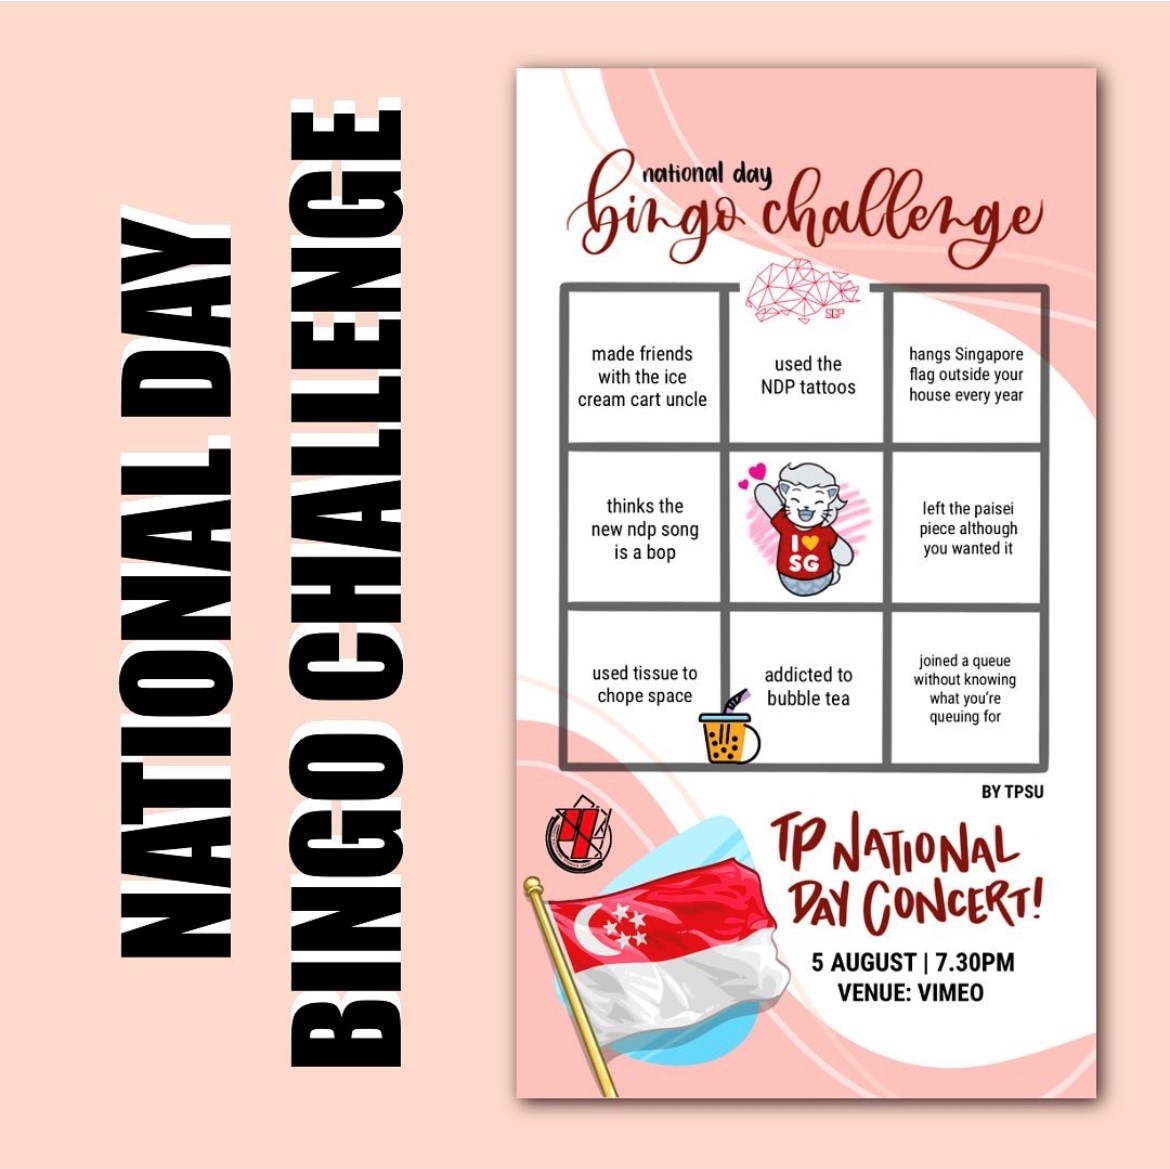 NATIONAL DAY
BINGO CHALLENGE
national day
bingo challenge
SGP
made friends
with the ice
cream cart uncle
used the
NDP tattoos
hangs Singapore
flag outside your
house every year
thinks the
new ndp song
is a bop
I
SG
left the paisei
piece although
you wanted it
used tissue to
chope space
addicted to
bubble tea
joined a queue
without knowing
what you're
queuing for
BY TPSU
TP NATIONAL
DAY CONCERT!
5 AUGUST | 7.30PM
VENUE: VIMEO